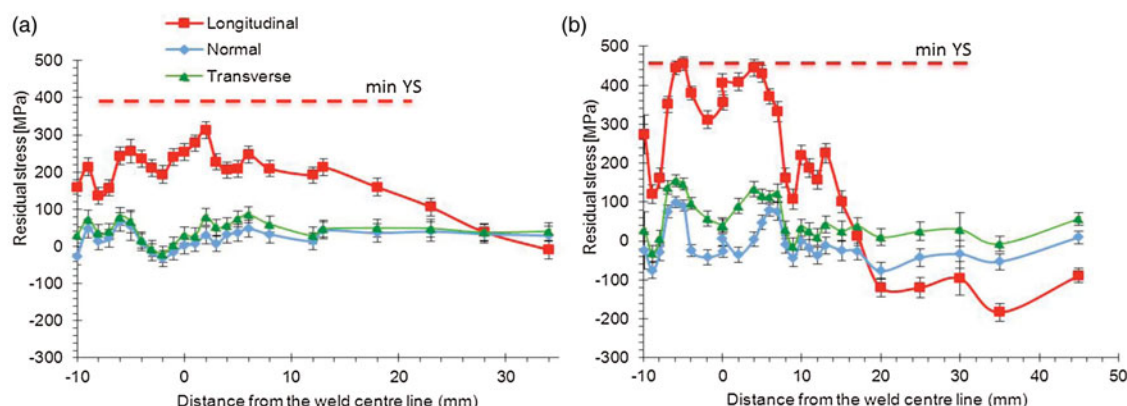 (a)
Longitudinal
Normal
Transverse
min YS
500
400
300
200
100
0
-100
-200
-300
Residual stress [MPa]
-10
0
10
20
30
Distance from the weld centre line (mm)
(b)
min YS
500
400
300
200
100
0
-100
-200
-300
Residual stress [MPa]
-10
0
10
20
30
40
50
Distance from the weld centre line (mm)